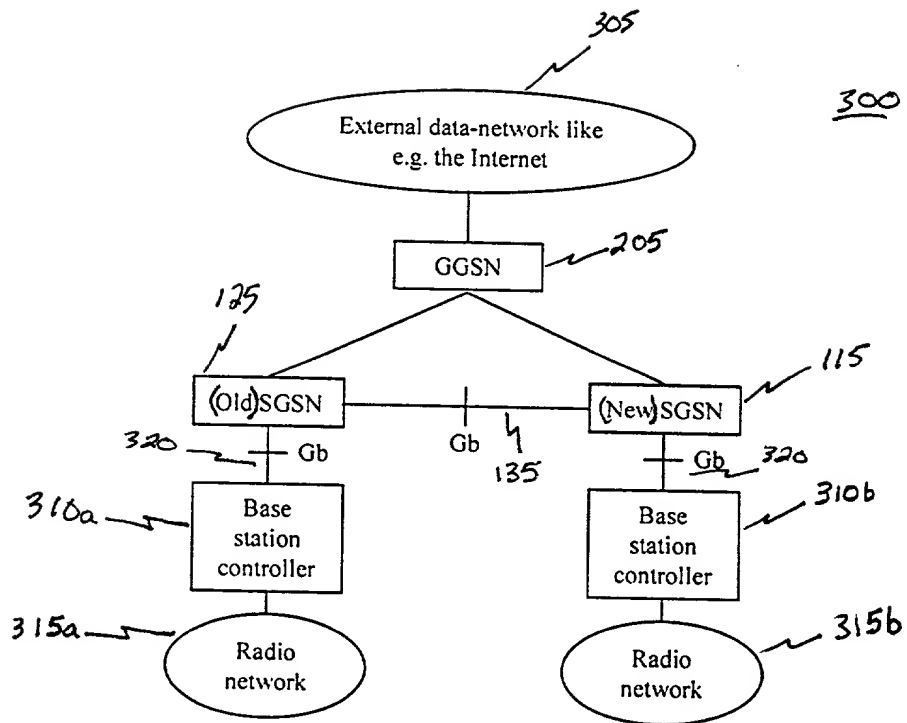 305
300
External data-network like
e.g. the Internet
205
GGSN
125
115
(Old)SGSN
(New)SGSN
Gb
135
320
Gb
Gb
320
310a
310b
Base
station
controller
Base
station
controller
315a
315b
Radio
network
Radio
network